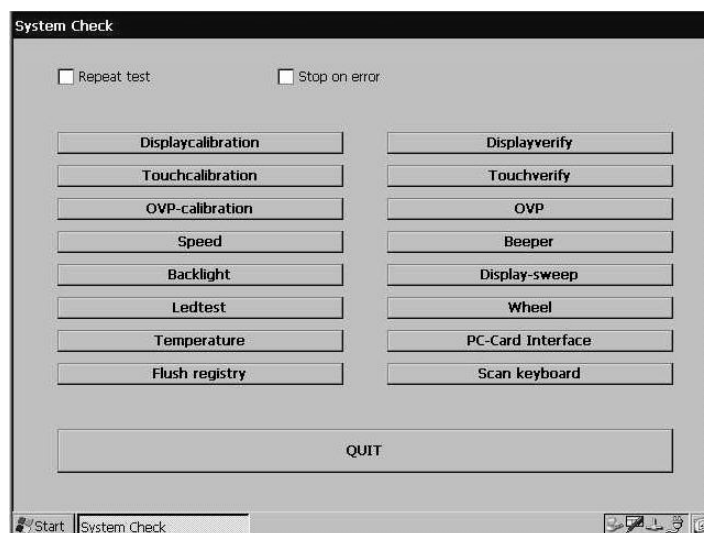 System Check
Repeat test Stop on error
Displaycalibration Displayverify
Touchcalibration Touchverify
OVP-calibration OVP
Speed Beeper
Backlight Display-sweep
Ledtest Wheel
Temperature PC-Card Interface
Flush registry Scan keyboard
QUIT
Start System Check